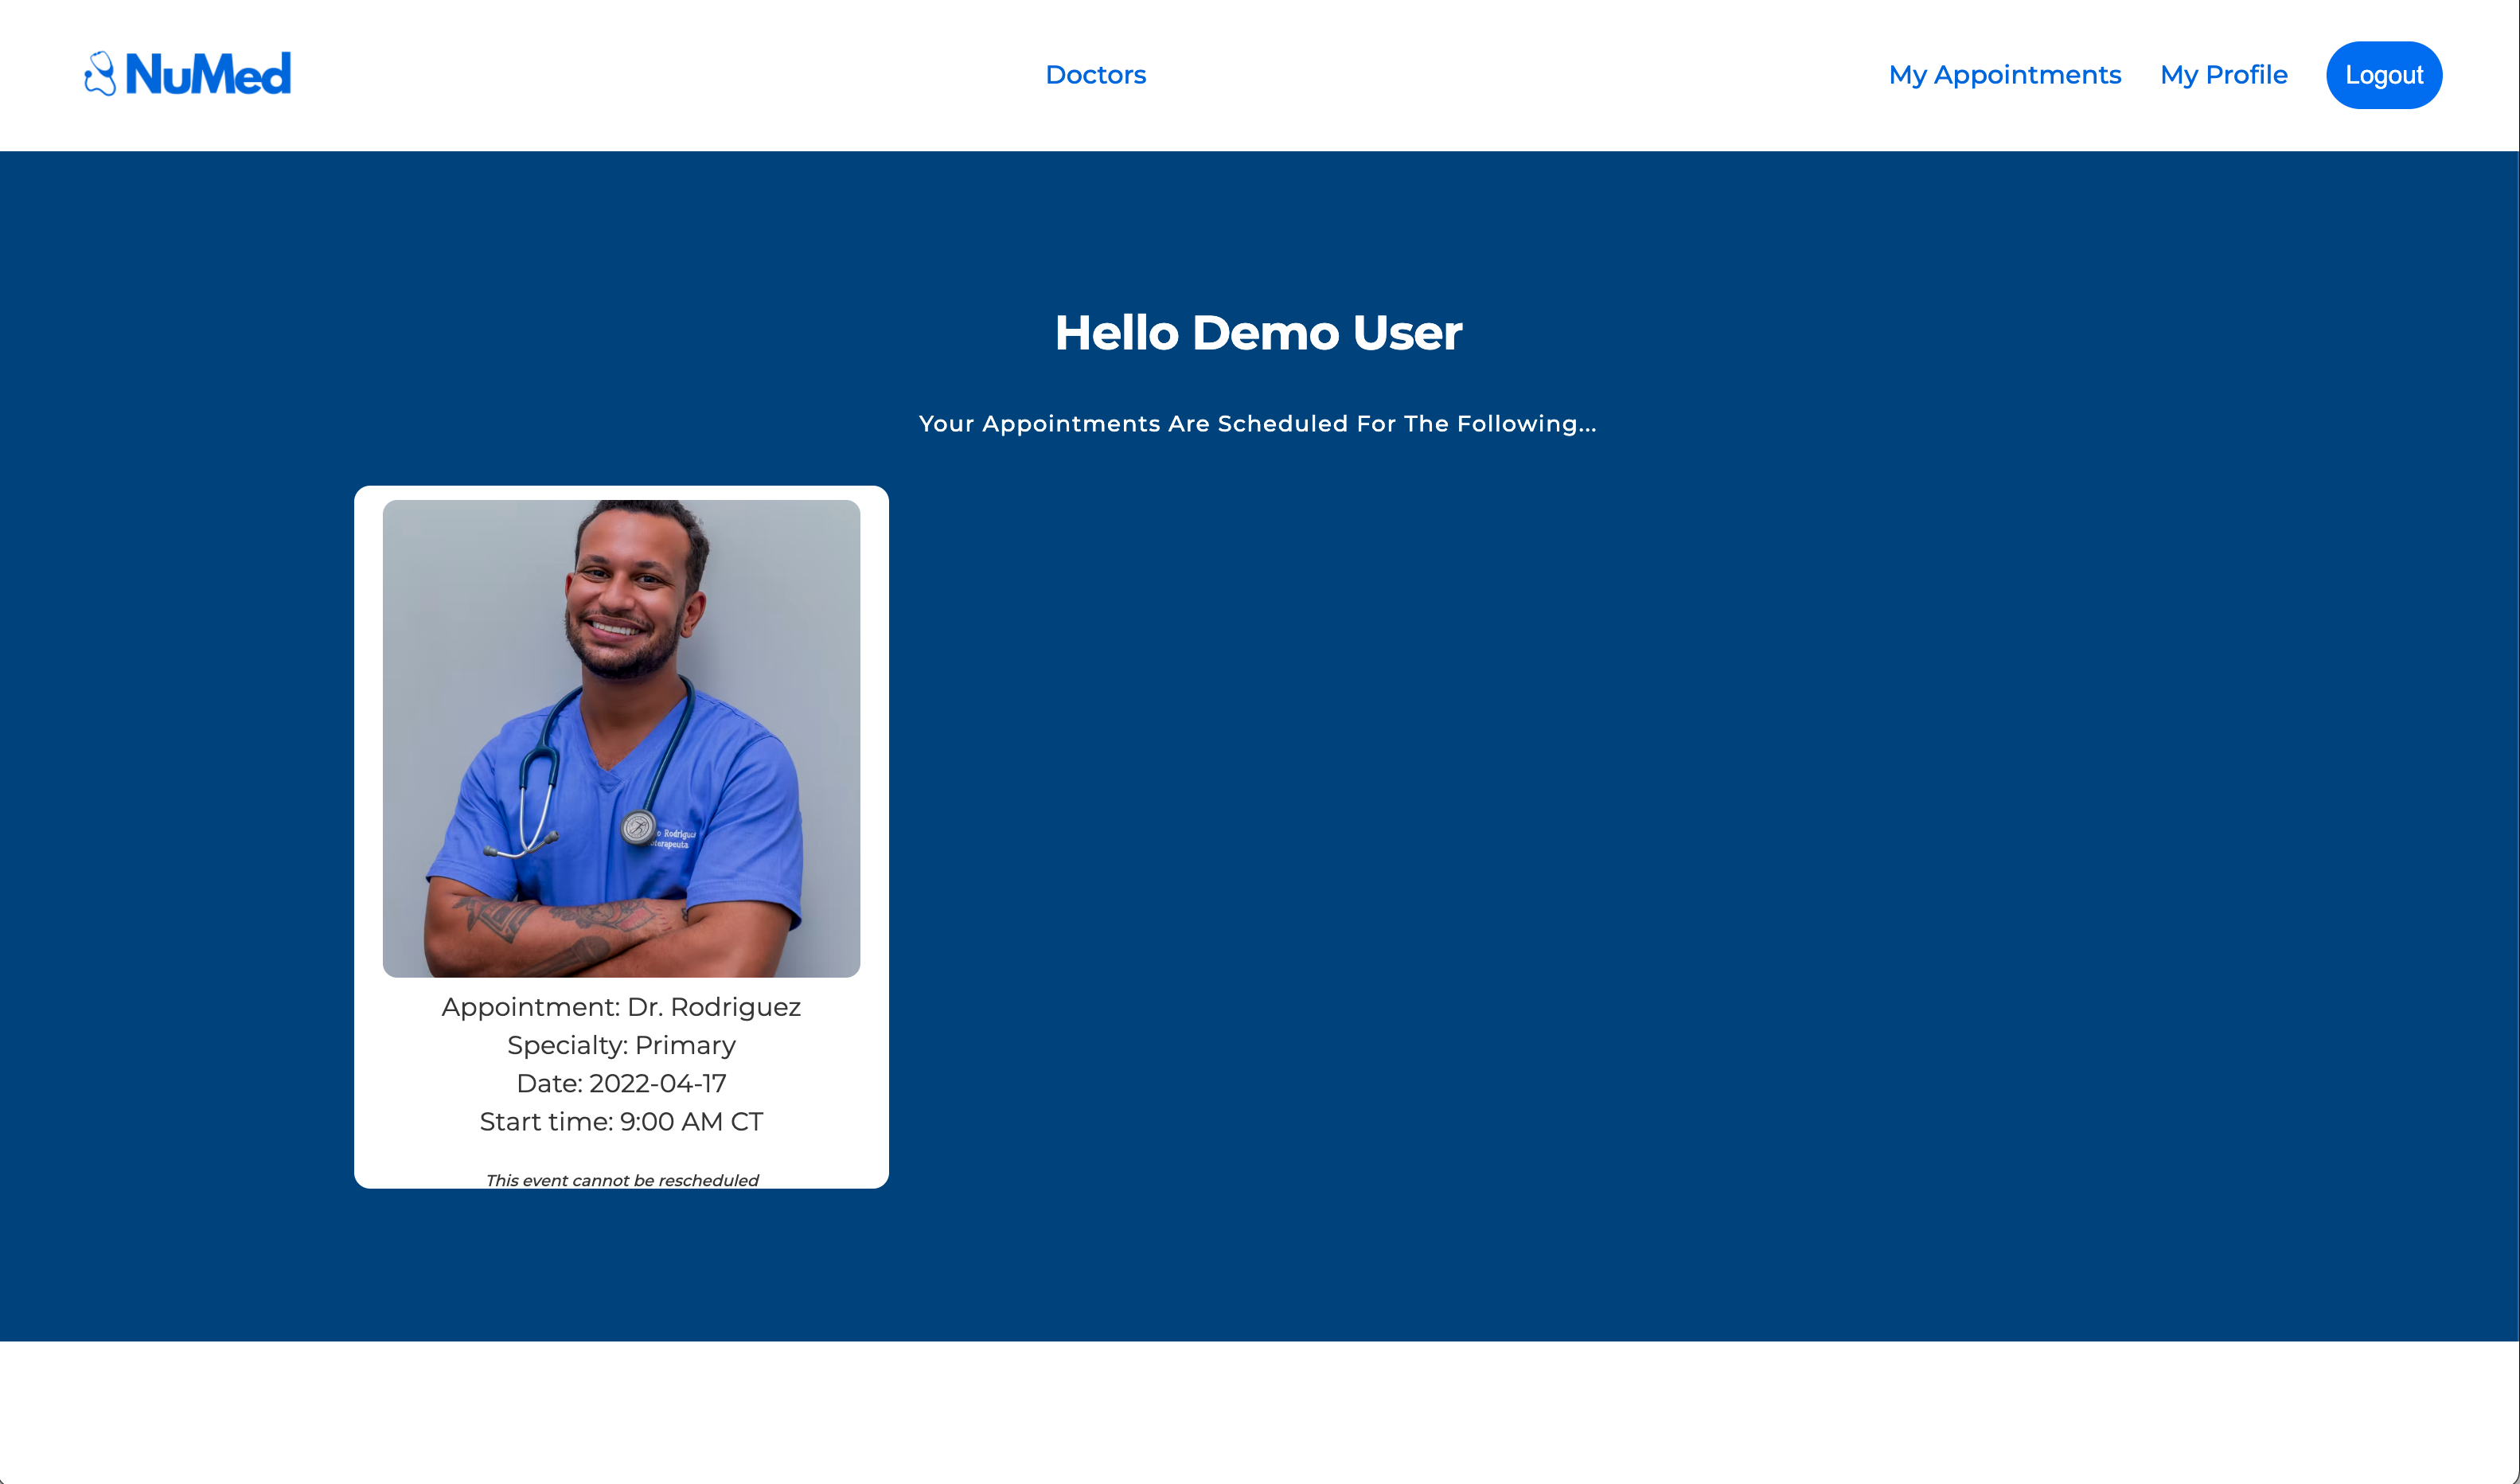 NuMed
Doctors
My Appointments
My Profile
Logout
Hello Demo User
Your Appointments Are Scheduled For The Following...
Appointment: Dr. Rodriguez
Specialty: Primary
Date: 2022-04-17
Start time: 9:00 AM CT
This event cannot be rescheduled